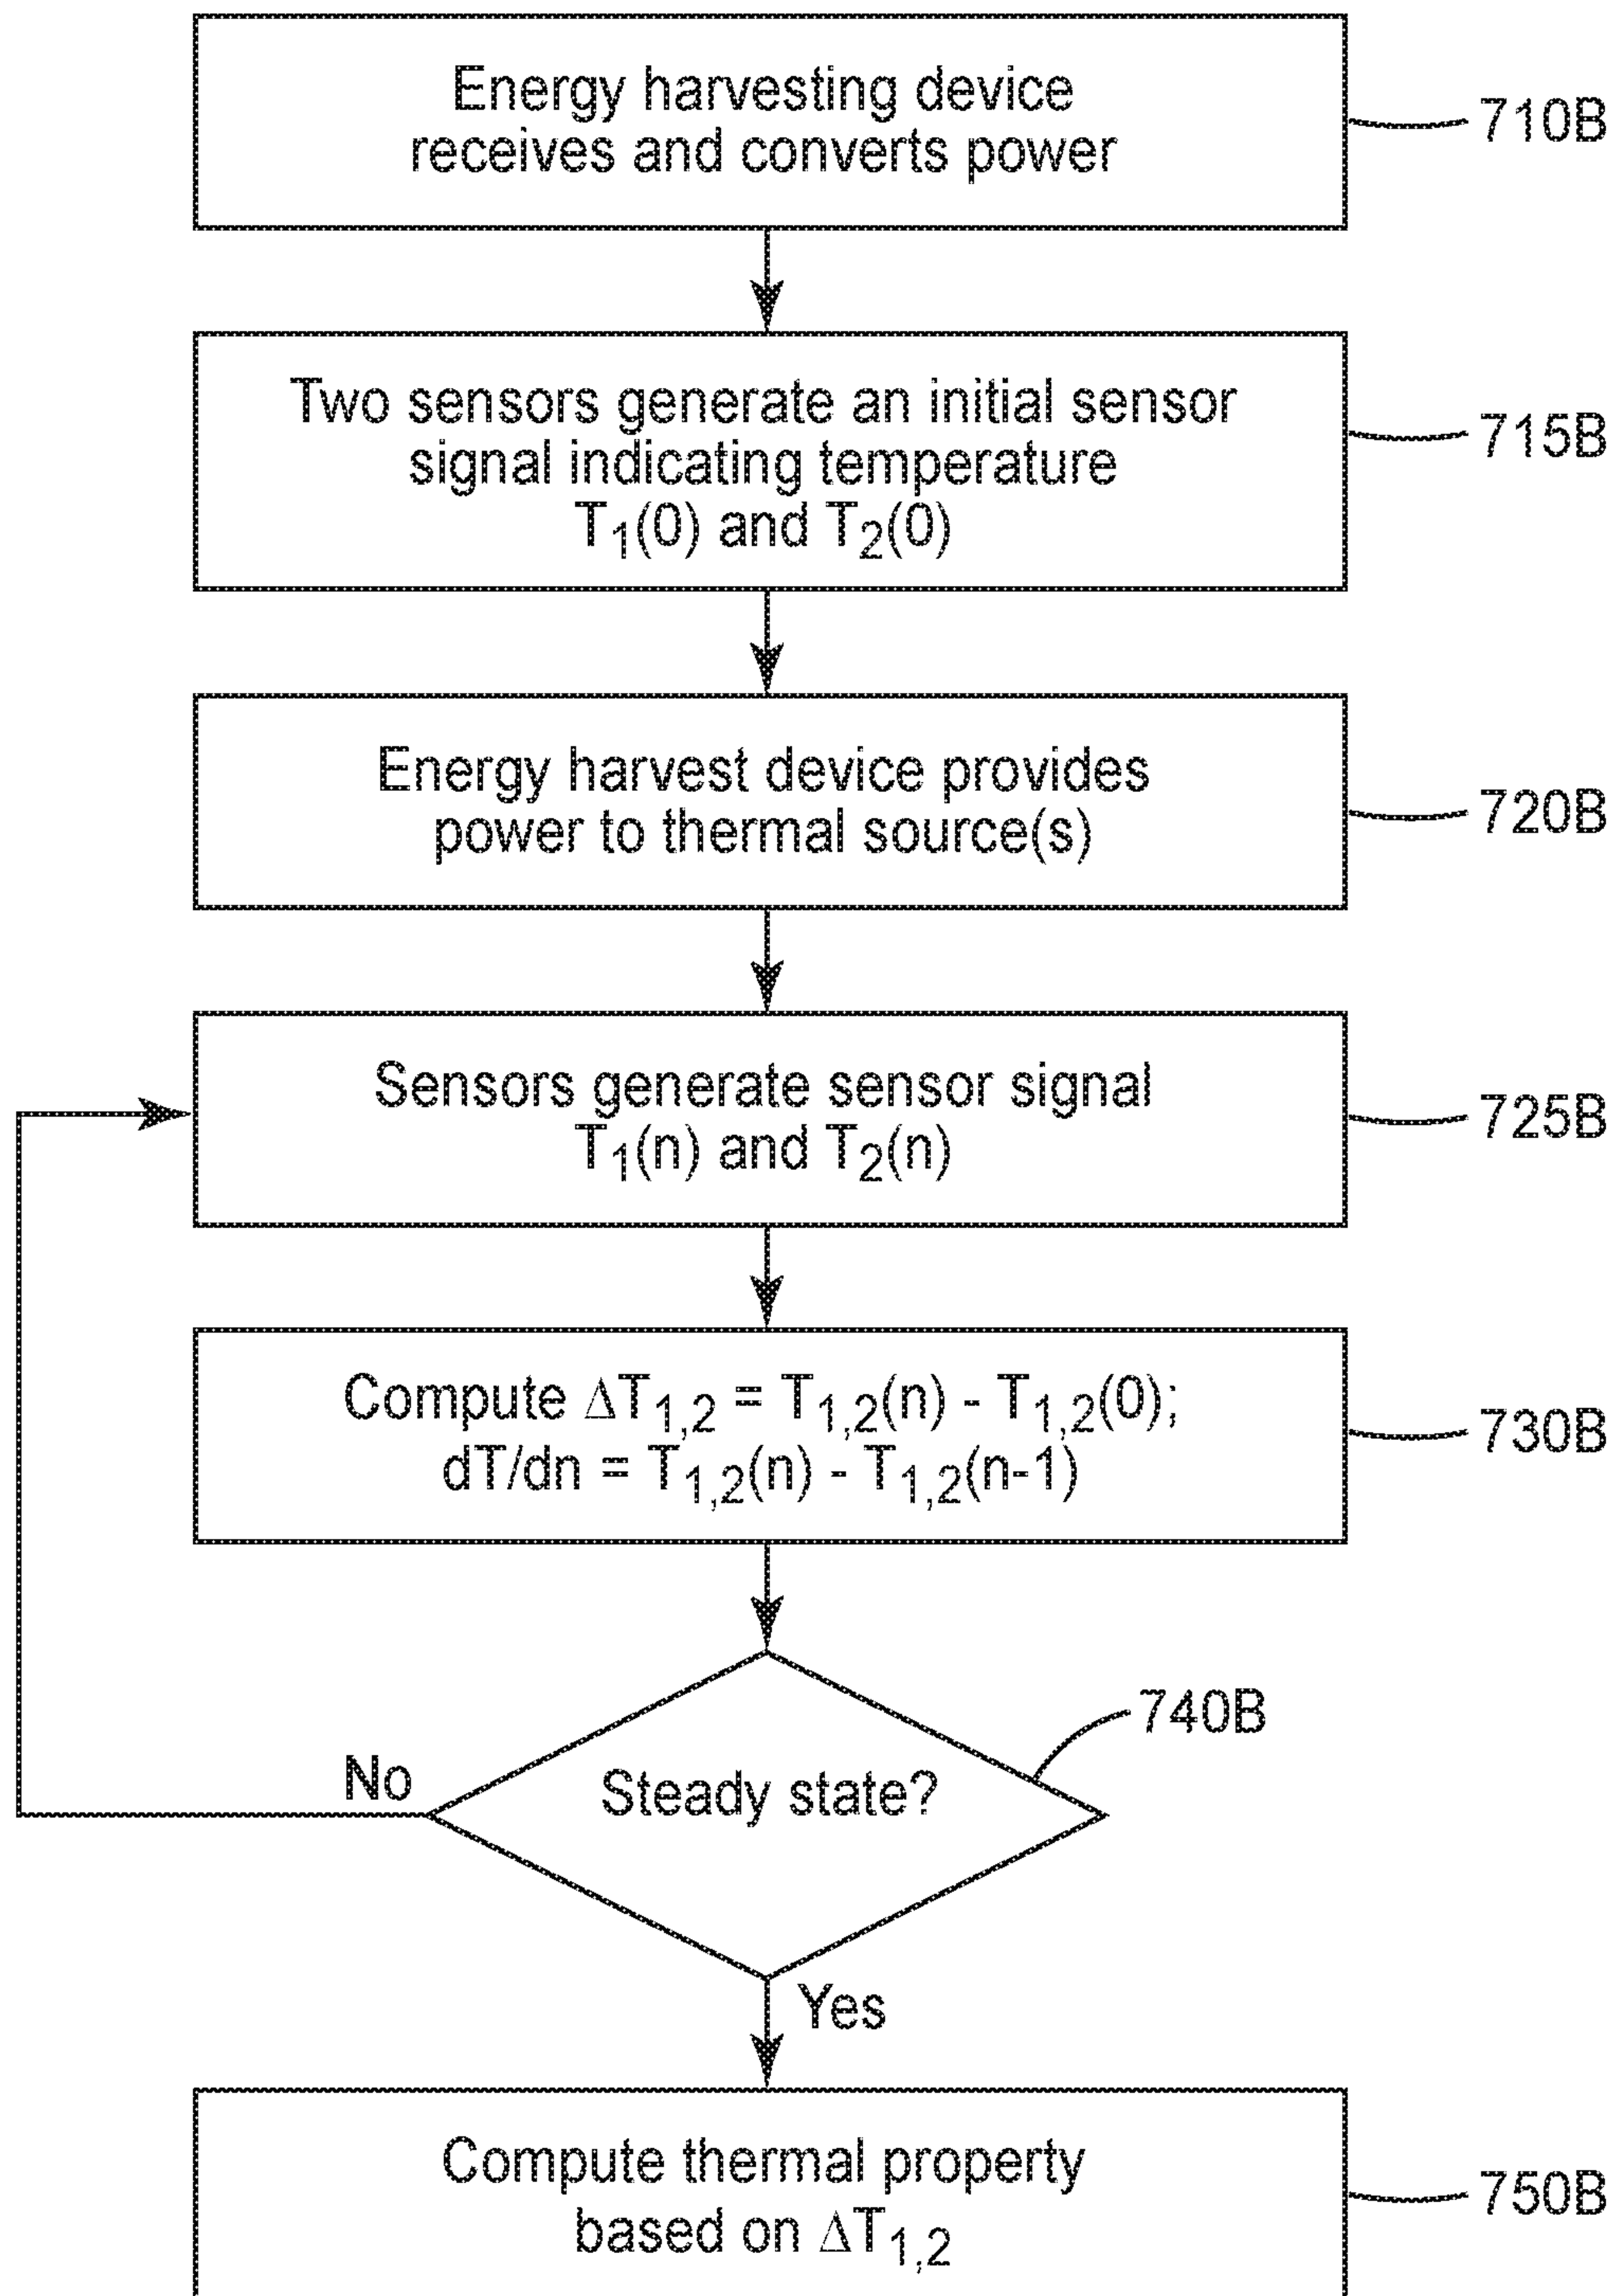 Energy harvesting device
receives and converts power
710B
Two sensors generate an initial sensor
signal indicating temperature
T₁(0) and T₂(0)
715B
Energy harvest device provides
power to thermal source(s)
720B
Sensors generate sensor signal
T₁(n) and T₂(n)
725B
Compute ΔT₁,₂ = T₁,₂(n) - T₁,₂(0);
dT/dn = T₁,₂(n) - T₁,₂(n-1)
730B
740B
Steady state?
No
Yes
Compute thermal property
based on ΔT₁,₂
750B